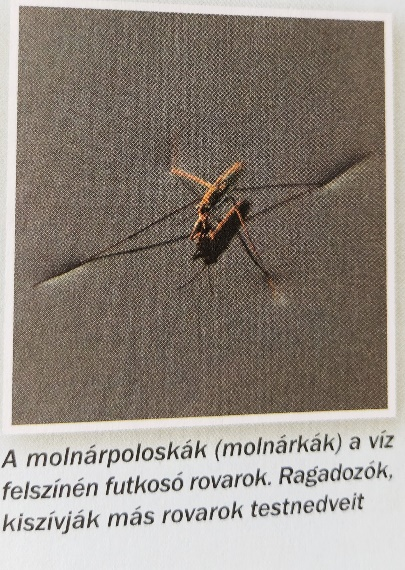 A molnárpoloskák (molnárkák) a víz
felszínén futkosó rovarok. Ragadozók,
kiszívják más rovarok testnedveit